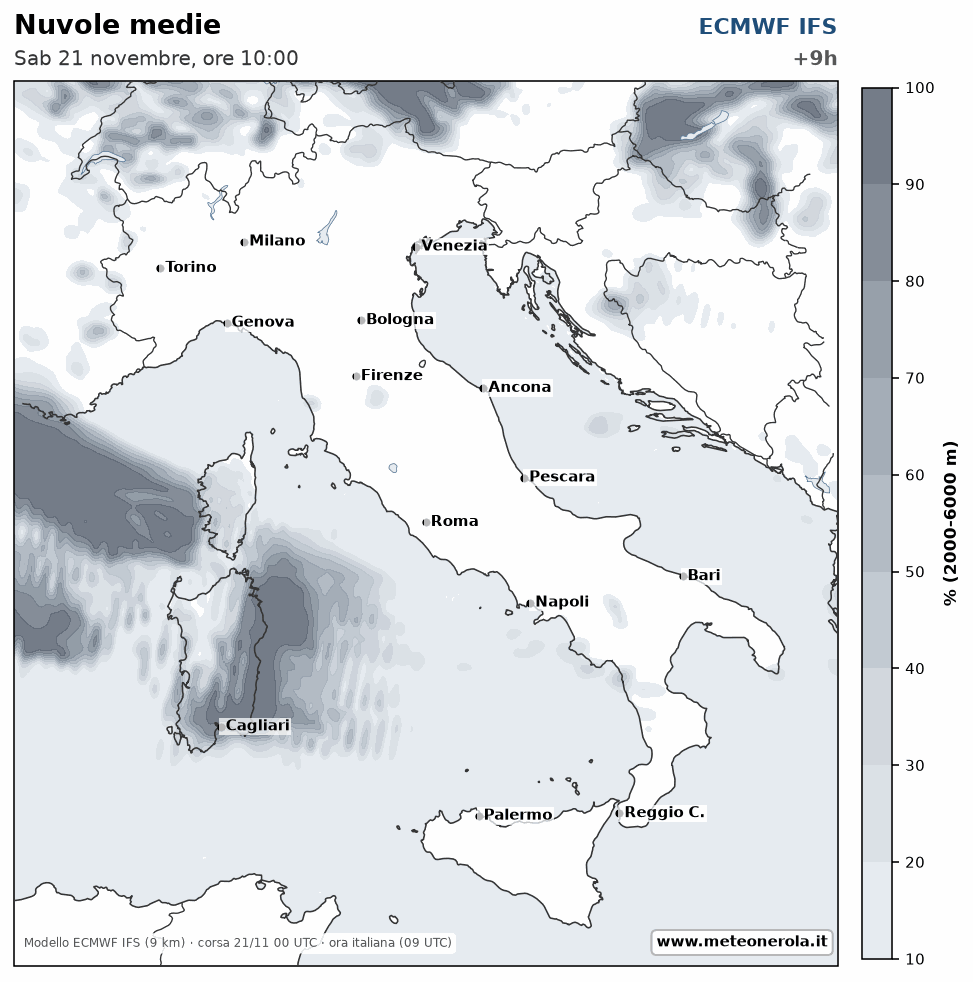 Nuvole medie
ECMWF IFS
Sab 21 novembre, ore 10:00
+9h
100
90
80
70
60
50
40
30
20
10
% (2000-6000 m)
Milano
Venezia
Torino
Genova
Bologna
Firenze
Ancona
Pescara
Roma
Bari
Napoli
Cagliari
Palermo
Reggio C.
Modello ECMWF IFS (9 km) · corsa 21/11 00 UTC · ora italiana (09 UTC)
www.meteonerola.it